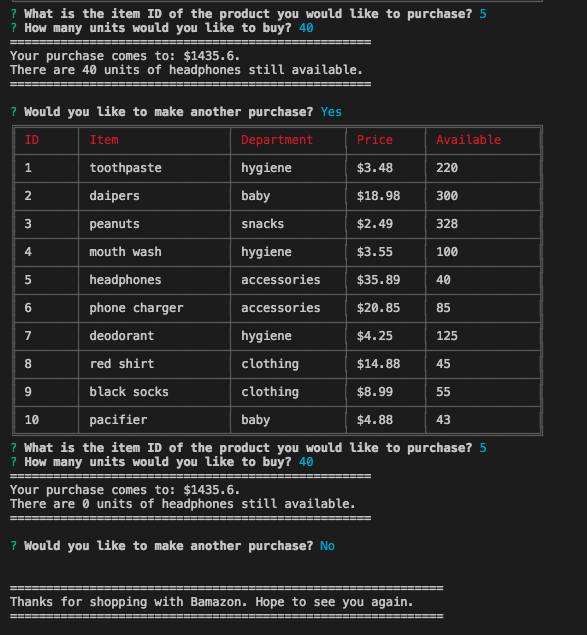 ? What is the item ID of the product you would like to purchase? 5
? How many units would you like to buy? 40
Your purchase comes to: $1435.6.
There are 40 units of headphones still available.
? Would you like to make another purchase? Yes
ID Item Department Price Available
1 toothpaste hygiene $3.48 220
2 daipers baby $18.98 300
3 peanuts snacks $2.49 328
4 mouth wash hygiene $3.55 100
5 headphones accessories $35.89 40
6 phone charger accessories $20.85 85
7 deodorant hygiene $4.25 125
8 red shirt clothing $14.88 45
9 black socks clothing $8.99 55
10 pacifier baby $4.88 43
? What is the item ID of the product you would like to purchase? 5
? How many units would you like to buy? 40
Your purchase comes to: $1435.6.
There are 0 units of headphones still available.
? Would you like to make another purchase? No
Thanks for shopping with Bamazon. Hope to see you again.